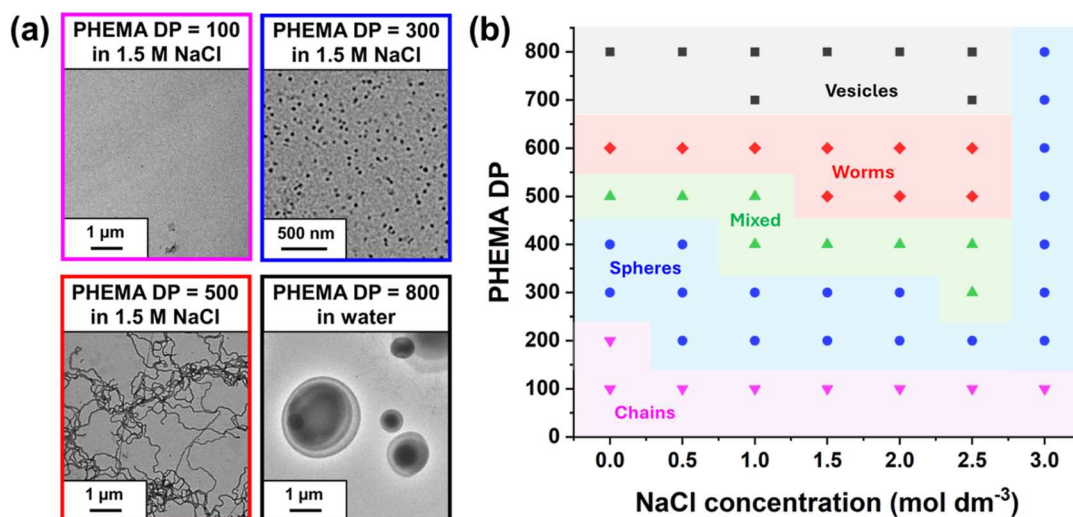 (a)
PHEMA DP = 100
in 1.5 M NaCl
1 µm
PHEMA DP = 300
in 1.5 M NaCl
500 nm
PHEMA DP = 500
in 1.5 M NaCl
1 µm
PHEMA DP = 800
in water
1 µm
(b)
PHEMA DP
800
700
600
500
400
300
200
100
0
Vesicles
Worms
Mixed
Spheres
Chains
0.0 0.5 1.0 1.5 2.0 2.5 3.0
NaCl concentration (mol dm⁻³)